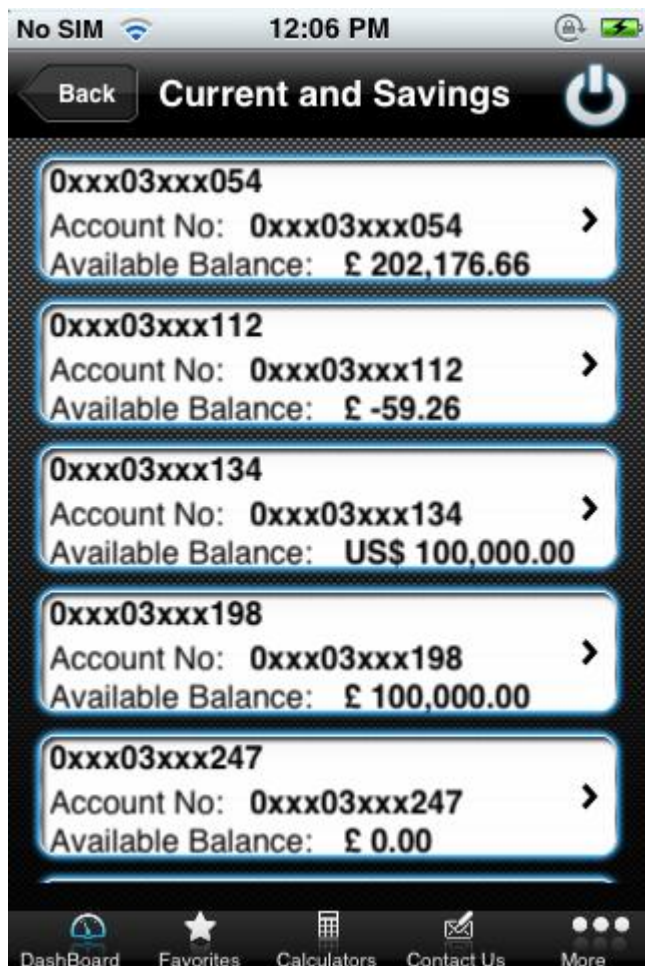 No SIM 12:06 PM
Back Current and Savings
0xxx03xxx054
Account No: 0xxx03xxx054
Available Balance: £ 202,176.66
0xxx03xxx112
Account No: 0xxx03xxx112
Available Balance: £ -59.26
0xxx03xxx134
Account No: 0xxx03xxx134
Available Balance: US$ 100,000.00
0xxx03xxx198
Account No: 0xxx03xxx198
Available Balance: £ 100,000.00
0xxx03xxx247
Account No: 0xxx03xxx247
Available Balance: £ 0.00
DashBoard Favorites Calculators Contact Us More